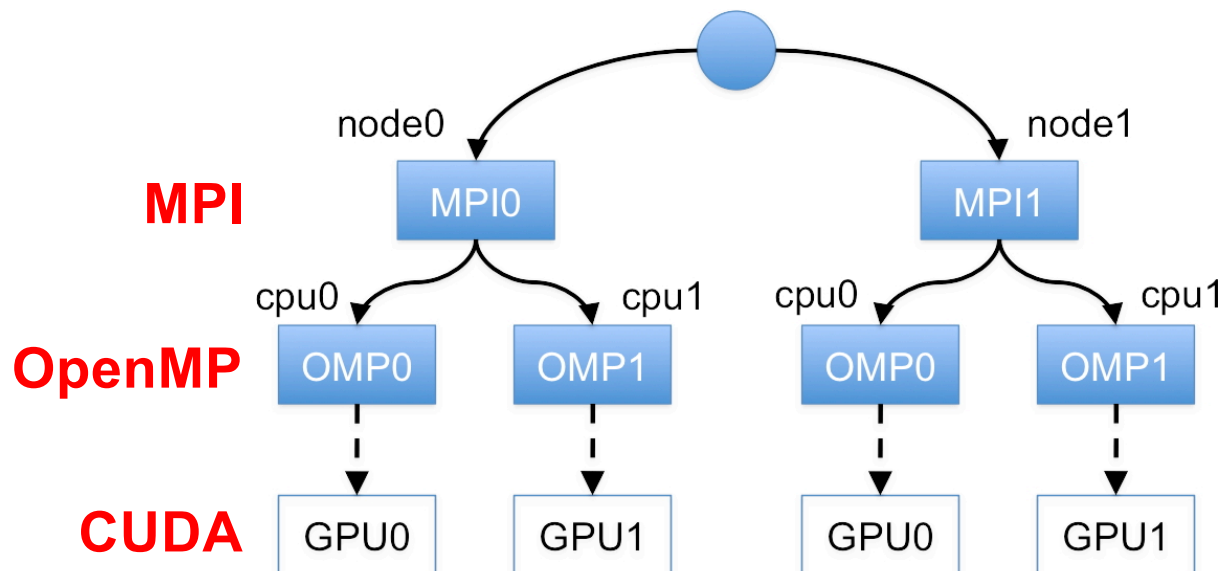 node0
node1
MPI
MPI0
MPI1
cpu0
cpu1
cpu0
cpu1
OpenMP
OMP0
OMP1
OMP0
OMP1
CUDA
GPU0
GPU1
GPU0
GPU1